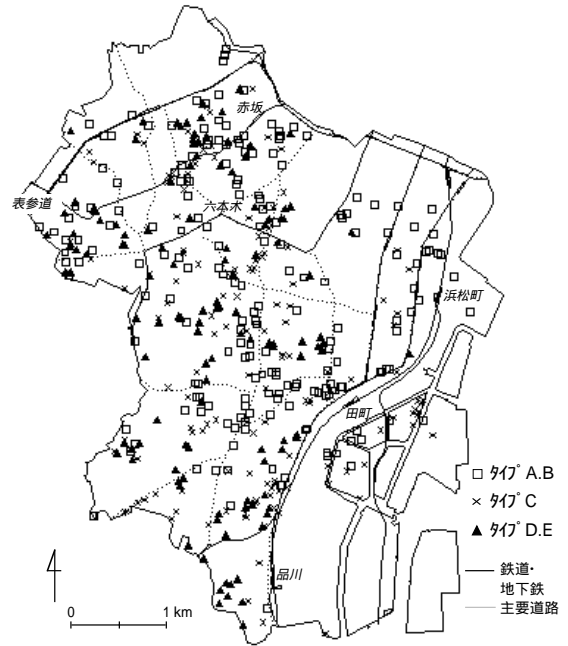 赤坂
表参道
六本木
浜松町
田町
□ ﾀｲﾌﾟ A.B
× ﾀｲﾌﾟ C
▲ ﾀｲﾌﾟ D.E
品川
鉄道・
地下鉄
主要道路
0 1 km